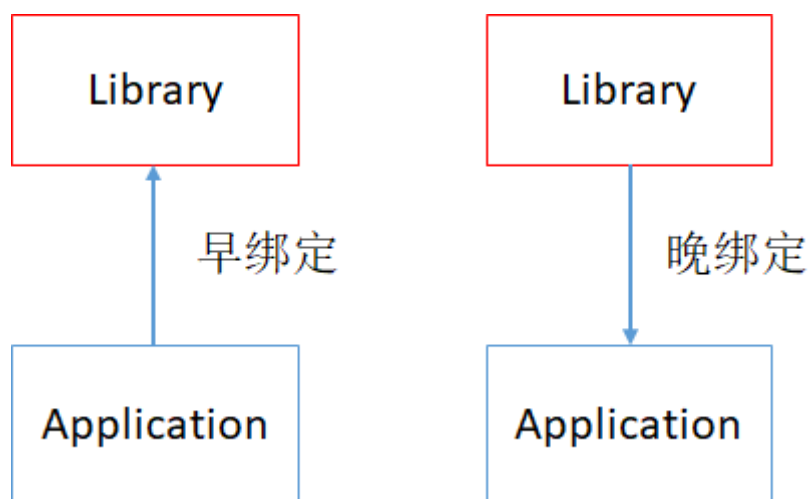 Library
Library
早绑定
晚绑定
Application
Application